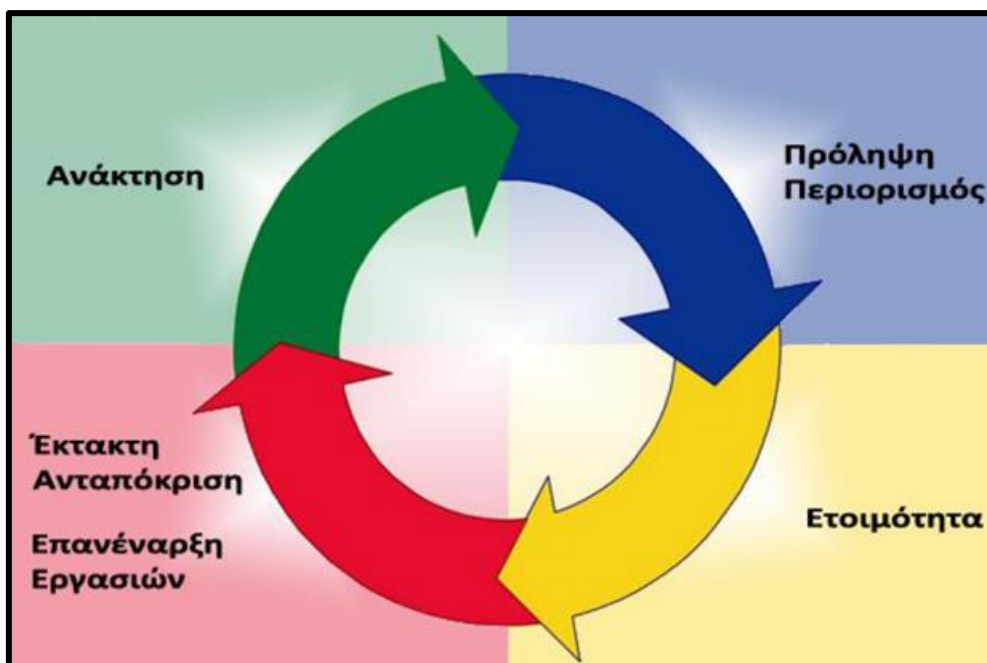 Ανάκτηση
Πρόληψη
Περιορισμός
Έκτακτη
Ανταπόκριση
Επανέναρξη
Εργασιών
Ετοιμότητα